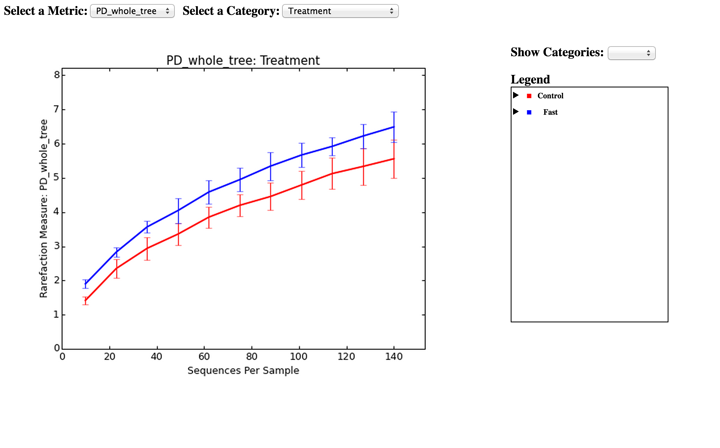 Select a Metric: PD_whole_tree Select a Category: Treatment
PD_whole_tree: Treatment
Show Categories:
Legend
Control
Fast
Rarefaction Measure: PD_whole_tree
8
7
6
5
4
3
2
1
0
0 20 40 60 80 100 120 140
Sequences Per Sample